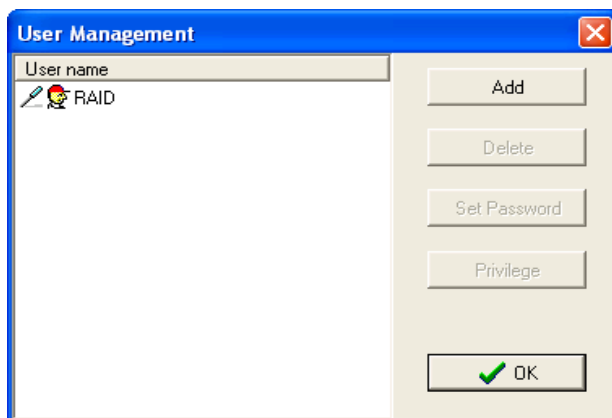 User Management
User name
RAID
Add
Delete
Set Password
Privilege
OK